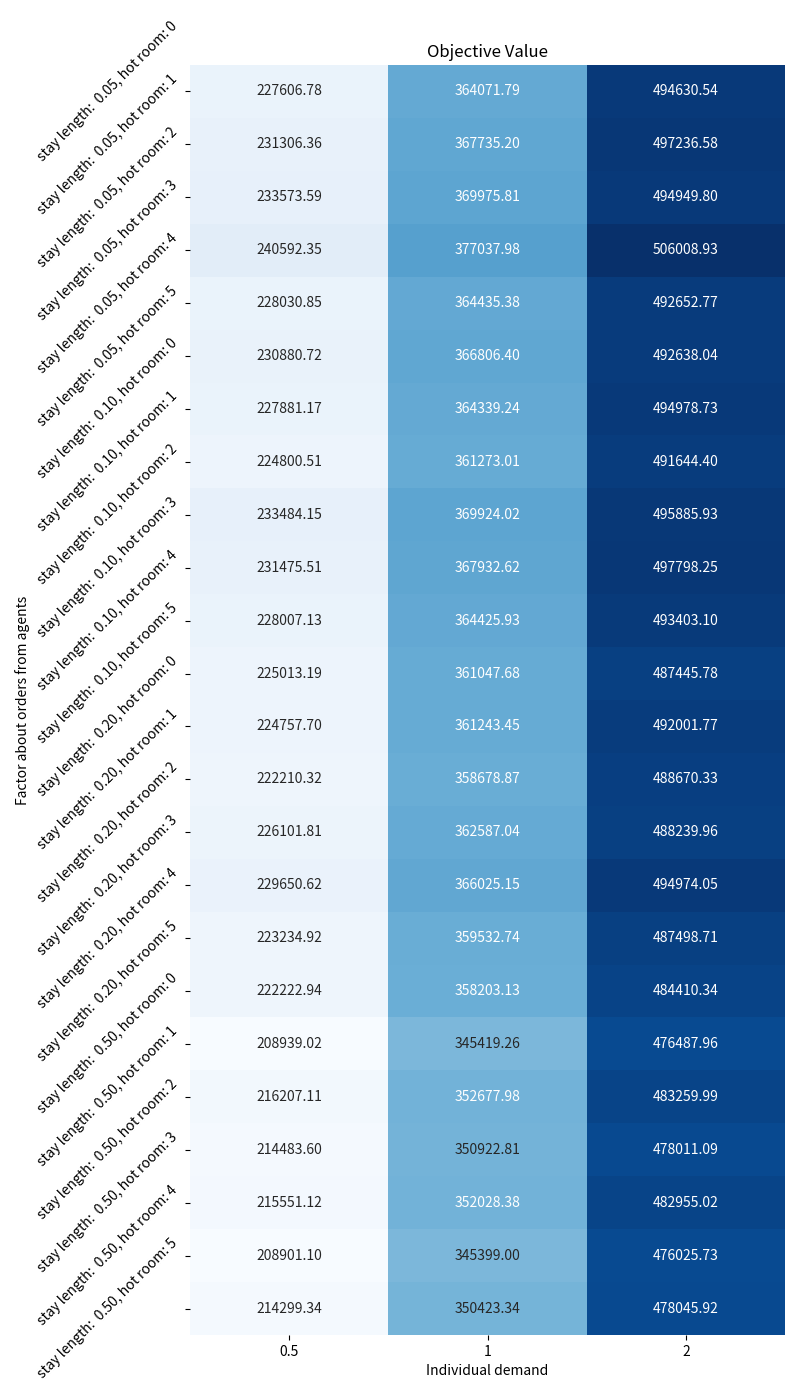 Objective Value
stay length: 0.05, hot room: 0 227606.78 364071.79 494630.54
stay length: 0.05, hot room: 1 231306.36 367735.20 497236.58
stay length: 0.05, hot room: 2 233573.59 369975.81 494949.80
stay length: 0.05, hot room: 3 240592.35 377037.98 506008.93
stay length: 0.05, hot room: 4 228030.85 364435.38 492652.77
stay length: 0.05, hot room: 5 230880.72 366806.40 492638.04
stay length: 0.10, hot room: 0 227881.17 364339.24 494978.73
stay length: 0.10, hot room: 1 224800.51 361273.01 491644.40
stay length: 0.10, hot room: 2 233484.15 369924.02 495885.93
stay length: 0.10, hot room: 3 231475.51 367932.62 497798.25
stay length: 0.10, hot room: 4 228007.13 364425.93 493403.10
stay length: 0.10, hot room: 5 225013.19 361047.68 487445.78
stay length: 0.20, hot room: 0 224757.70 361243.45 492001.77
stay length: 0.20, hot room: 1 222210.32 358678.87 488670.33
stay length: 0.20, hot room: 2 226101.81 362587.04 488239.96
stay length: 0.20, hot room: 3 229650.62 366025.15 494974.05
stay length: 0.20, hot room: 4 223234.92 359532.74 487498.71
stay length: 0.20, hot room: 5 222222.94 358203.13 484410.34
stay length: 0.50, hot room: 0 208939.02 345419.26 476487.96
stay length: 0.50, hot room: 1 216207.11 352677.98 483259.99
stay length: 0.50, hot room: 2 214483.60 350922.81 478011.09
stay length: 0.50, hot room: 3 215551.12 352028.38 482955.02
stay length: 0.50, hot room: 4 208901.10 345399.00 476025.73
stay length: 0.50, hot room: 5 214299.34 350423.34 478045.92
Factor about orders from agents
0.5 1 2
Individual demand